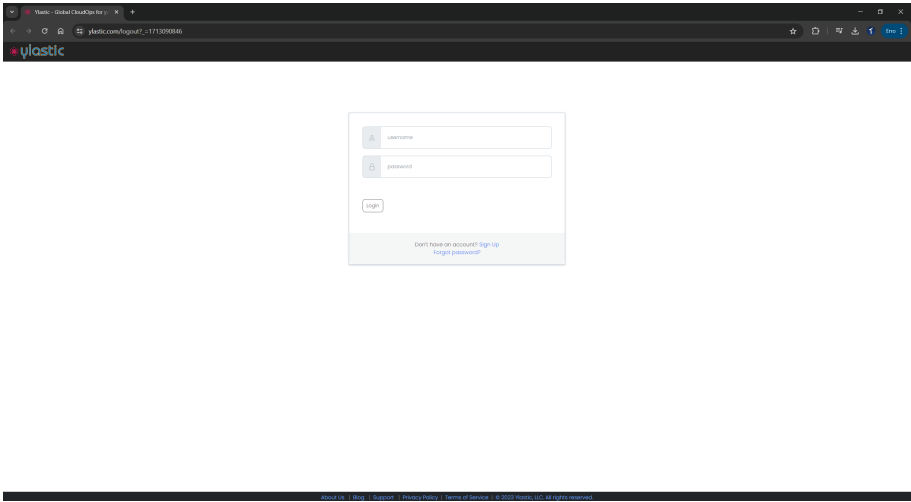 Ylastic - Global CloudOps for y
ylastic.com/logout?_=1713090846
Erro
ylastic
username
password
Login
Don't have an account? Sign Up
Forgot password?
About Us | Blog | Support | Privacy Policy | Terms of Service | © 2023 Ylastic, LLC. All rights reserved.